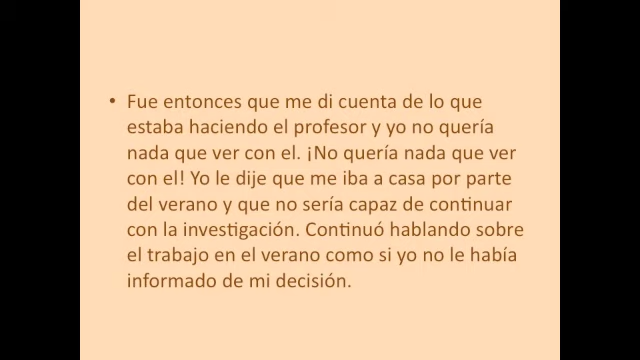 • Fue entonces que me di cuenta de lo que
estaba haciendo el profesor y yo no quería
nada que ver con el. ¡No quería nada que ver
con el! Yo le dije que me iba a casa por parte
del verano y que no sería capaz de continuar
con la investigación. Continuó hablando sobre
el trabajo en el verano como si yo no le había
informado de mi decisión.